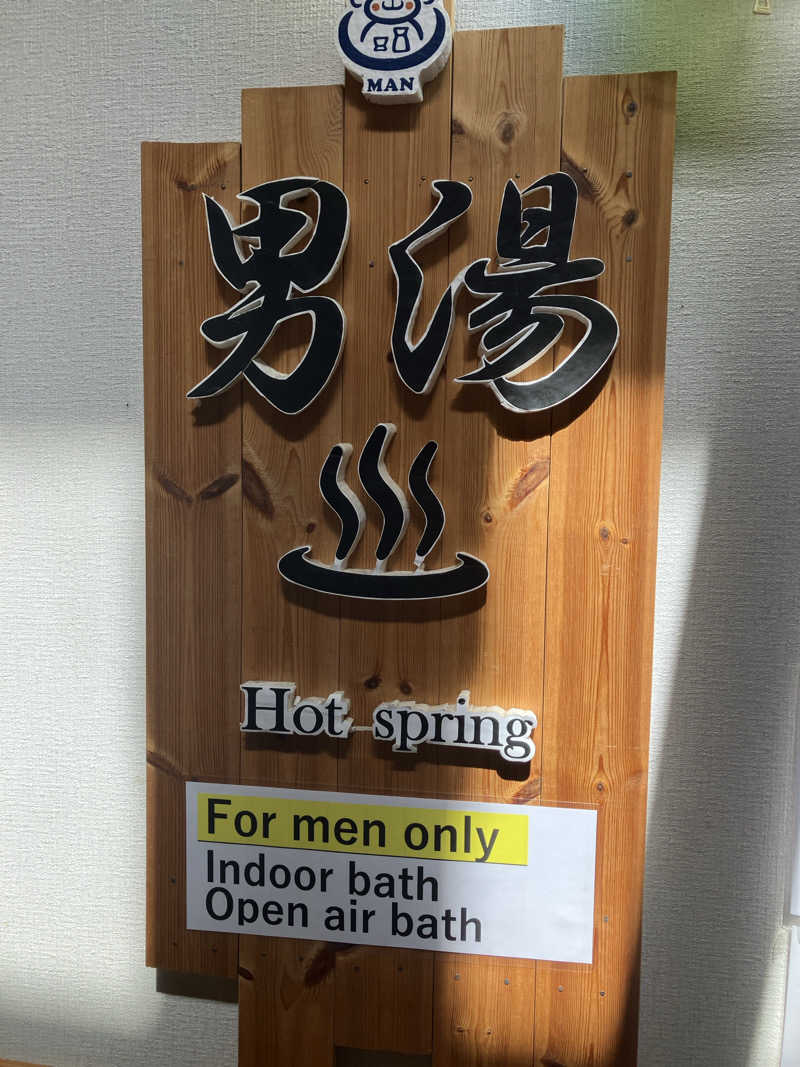 MAN
男湯
Hot spring
For men only
Indoor bath
Open air bath